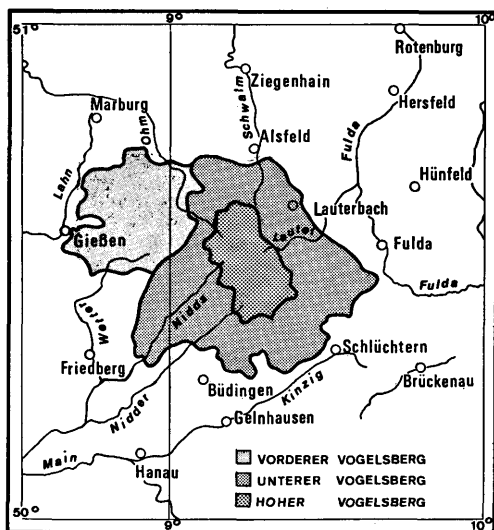 51°
9°
10°
Rotenburg
Ziegenhain
Hersfeld
Marburg
Ohm
Schwalm
Alsfeld
Fulda
Hünfeld
Lahn
Lauterbach
Lauter
Gießen
Fulda
Fulda
Nidda
Wetter
Friedberg
Schlüchtern
Büdingen
Brückenau
Nidder
Kinzig
Gelnhausen
Main
Hanau
VORDERER VOGELSBERG
UNTERER VOGELSBERG
HOHER VOGELSBERG
50°
9°
10°